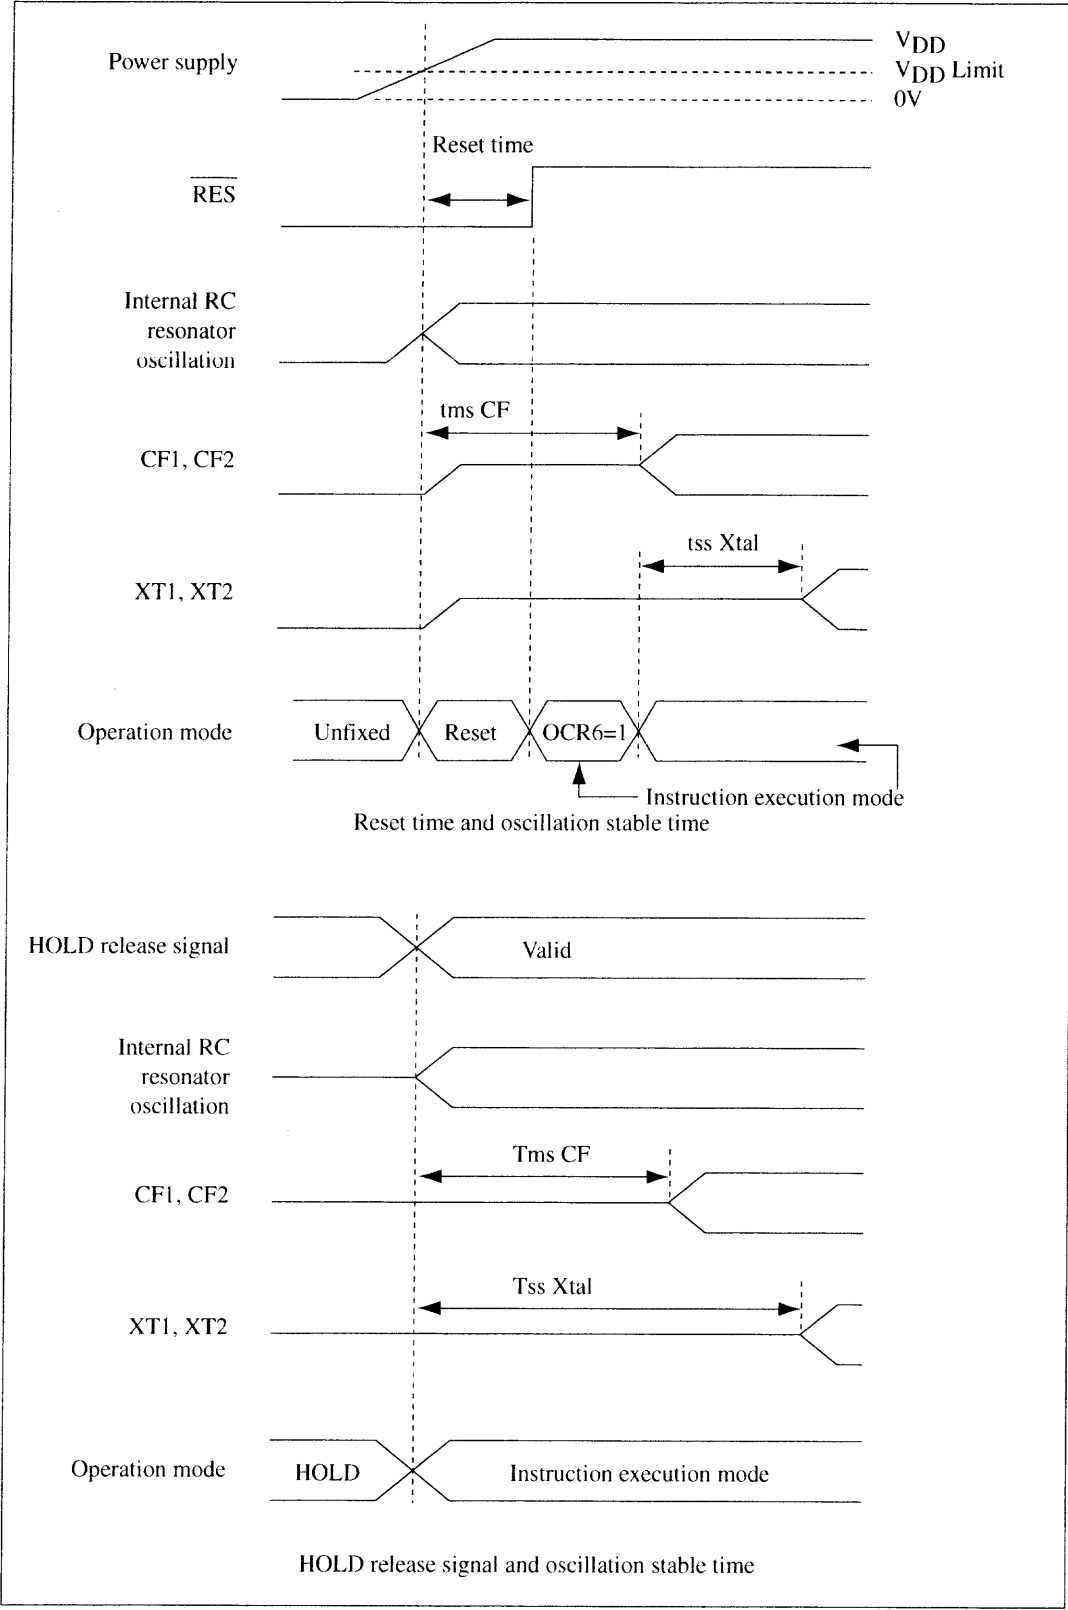 Power supply
VDD
VDD Limit
0V
Reset time
RES
Internal RC
resonator
oscillation
tms CF
CF1, CF2
tss Xtal
XT1, XT2
Operation mode
Unfixed
Reset
OCR6=1
Instruction execution mode
Reset time and oscillation stable time
HOLD release signal
Valid
Internal RC
resonator
oscillation
Tms CF
CF1, CF2
Tss Xtal
XT1, XT2
Operation mode
HOLD
Instruction execution mode
HOLD release signal and oscillation stable time